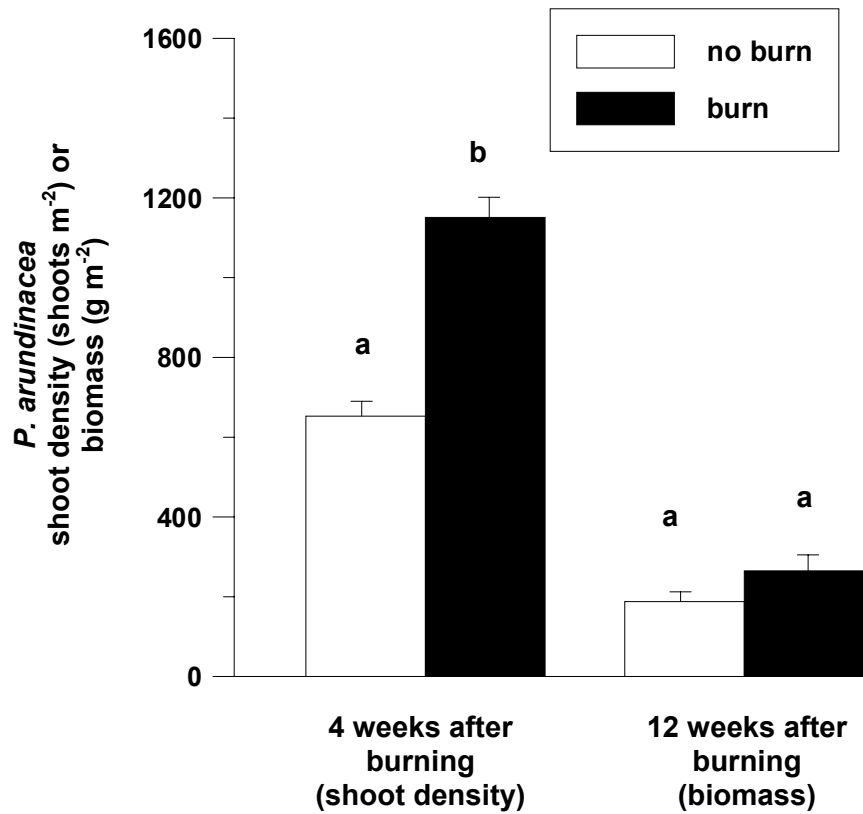 P. arundinacea
shoot density (shoots m⁻²) or
biomass (g m⁻²)
1600
1200
800
400
0
no burn
burn
a
b
a
a
4 weeks after
burning
(shoot density)
12 weeks after
burning
(biomass)